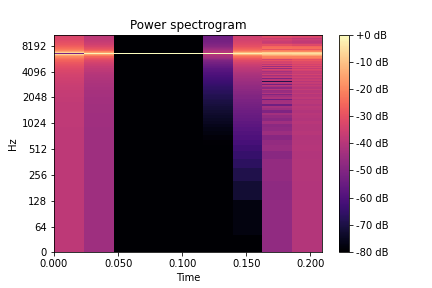 Power spectrogram
8192
4096
2048
1024
512
256
128
64
0
Hz
0.000 0.050 0.100 0.150 0.200
Time
+0 dB
-10 dB
-20 dB
-30 dB
-40 dB
-50 dB
-60 dB
-70 dB
-80 dB